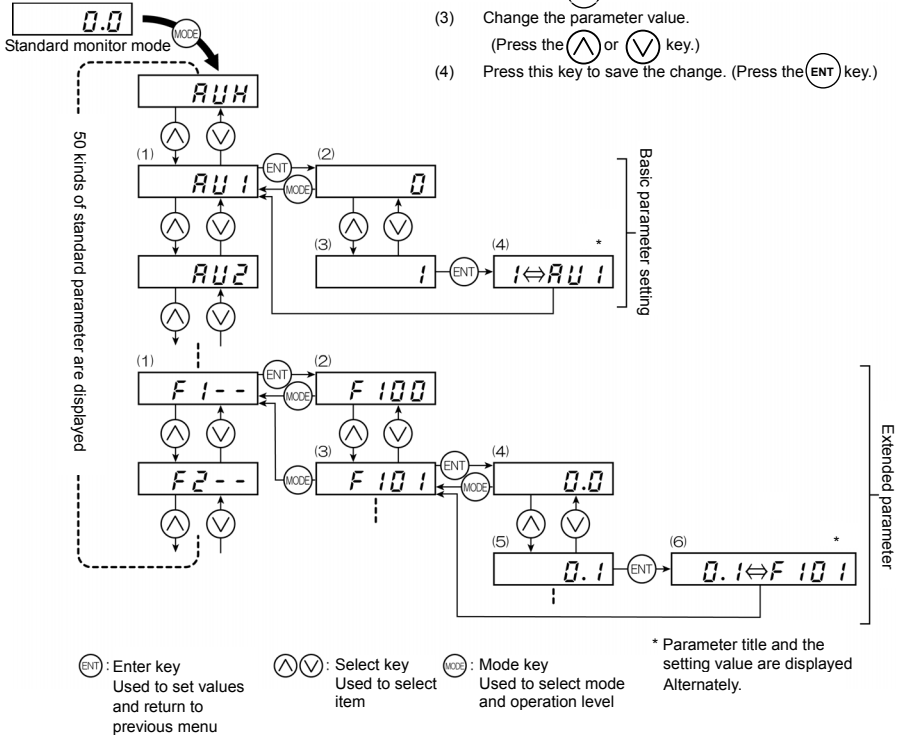 0.0
MODE
Standard monitor mode
(3) Change the parameter value.
(Press the or key.)
(4) Press this key to save the change. (Press the ENT key.)
AUH
50 kinds of standard parameter are displayed
(1)
ENT
(2)
AU1
MODE
0
(3)
(4)
*
AU2
1
ENT
1⇔AU1
Basic parameter setting
(1)
ENT
(2)
F1--
MODE
F100
(3)
ENT
(4)
F2--
MODE
F101
MODE
0.0
(5)
(6)
*
0.1
ENT
0.1⇔F101
Extended parameter
ENT : Enter key
Used to set values
and return to
previous menu
: Select key
Used to select
item
MODE : Mode key
Used to select mode
and operation level
* Parameter title and the
setting value are displayed
Alternately.